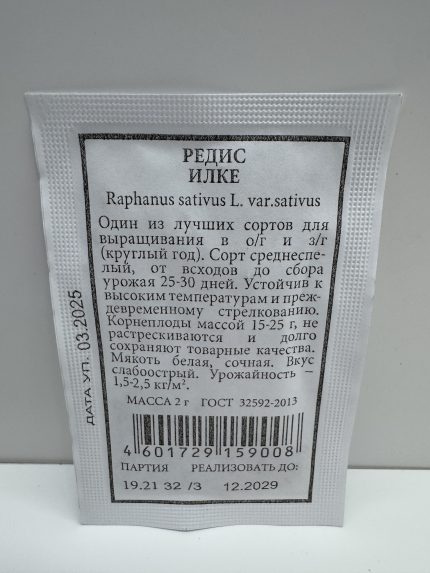 РЕДИС
ИЛКЕ
Raphanus sativus L. var.sativus
Один из лучших сортов для
выращивания в о/г и з/г
(круглый год). Сорт среднеспе-
лый, от всходов до сбора
урожая 25-30 дней. Устойчив к
высоким температурам и преж-
девременному стрелкованию.
Корнеплоды массой 15-25 г, не
растрескиваются и долго
сохраняют товарные качества.
Мякоть белая, сочная. Вкус
слабоострый. Урожайность –
1,5-2,5 кг/м².
МАССА 2 г ГОСТ 32592-2013
4 601729 159008
ПАРТИЯ РЕАЛИЗОВАТЬ ДО:
19.21 32 /3 12.2029
ДАТА УП. 03.2025